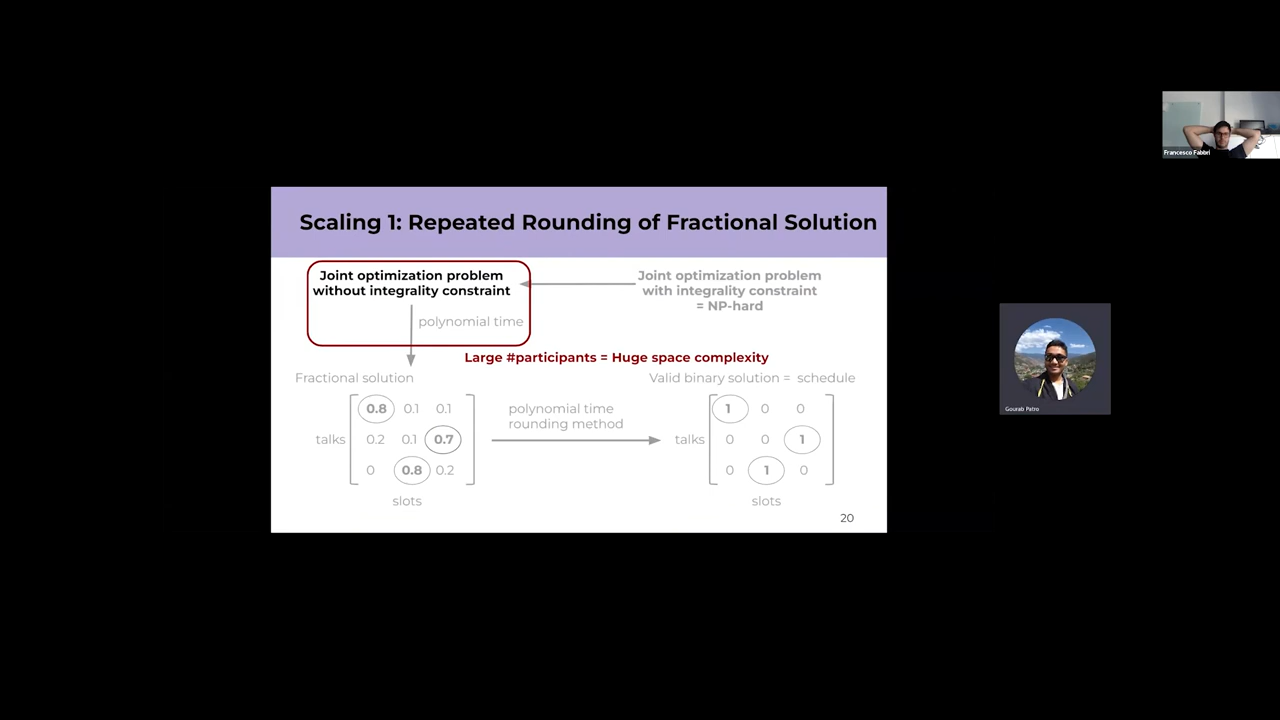 Scaling 1: Repeated Rounding of Fractional Solution
Joint optimization problem
without integrality constraint
Joint optimization problem
with integrality constraint
= NP-hard
polynomial time
Large #participants = Huge space complexity
Fractional solution
Valid binary solution = schedule
talks
0.8 0.1 0.1
0.2 0.1 0.7
0 0.8 0.2
slots
polynomial time
rounding method
talks
1 0 0
0 0 1
0 1 0
slots
20
Francesco Fabbri
Gourab Patro